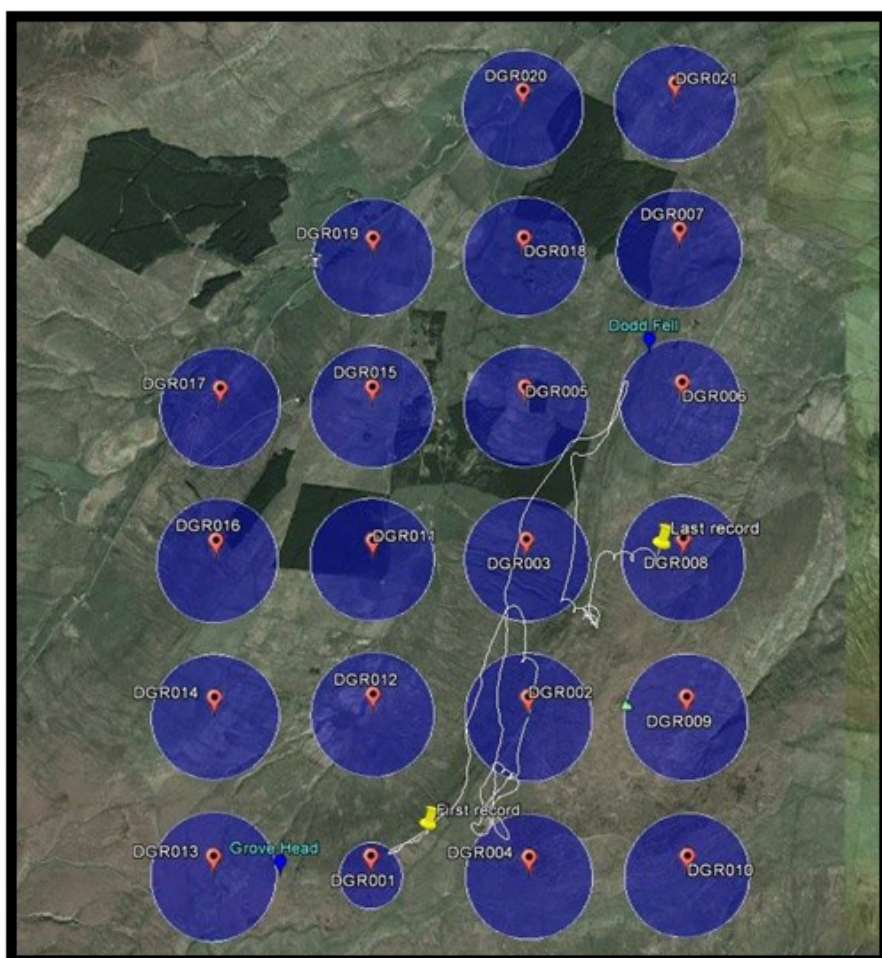 DGR020
DGR021
DGR007
DGR019
DGR018
Dodd Fell
DGR017
DGR015
DGR005
DGR006
DGR016
DGR011
DGR003
Last record
DGR008
DGR014
DGR012
DGR002
DGR009
First record
DGR013
Grove Head
DGR001
DGR004
DGR010